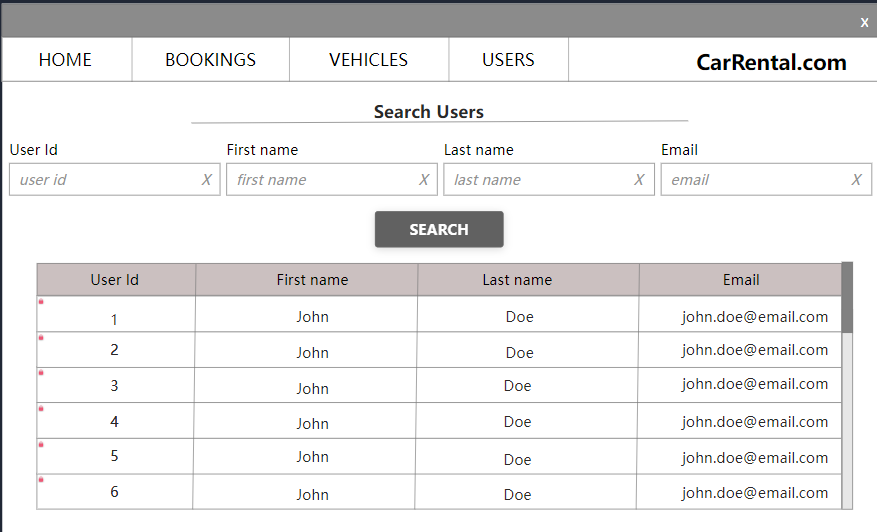 x
HOME BOOKINGS VEHICLES USERS CarRental.com
Search Users
User Id First name Last name Email
user id X first name X last name X email X
SEARCH
User Id First name Last name Email
1 John Doe john.doe@email.com
2 John Doe john.doe@email.com
3 John Doe john.doe@email.com
4 John Doe john.doe@email.com
5 John Doe john.doe@email.com
6 John Doe john.doe@email.com